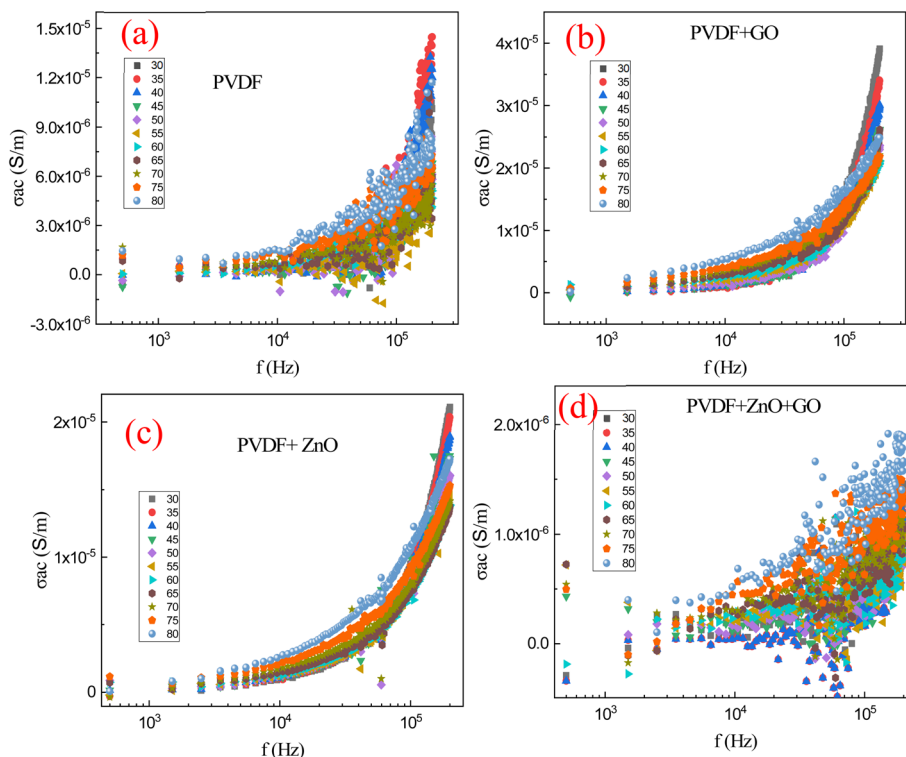 (a)
PVDF
σac (S/m)
1.5x10⁻⁵
1.2x10⁻⁵
9.0x10⁻⁶
6.0x10⁻⁶
3.0x10⁻⁶
0.0
-3.0x10⁻⁶
30
35
40
45
50
55
60
65
70
75
80
10³
10⁴
10⁵
f (Hz)
(b)
PVDF+GO
σac (S/m)
4x10⁻⁵
3x10⁻⁵
2x10⁻⁵
1x10⁻⁵
0
30
35
40
45
50
55
60
65
70
75
80
10³
10⁴
10⁵
f (Hz)
(c)
PVDF+ ZnO
σac (S/m)
2x10⁻⁵
1x10⁻⁵
0
30
35
40
45
50
55
60
65
70
75
80
10³
10⁴
10⁵
f (Hz)
(d)
PVDF+ZnO+GO
σac (S/m)
2.0x10⁻⁶
1.0x10⁻⁶
0.0
30
35
40
45
50
55
60
65
70
75
80
10³
10⁴
10⁵
f (Hz)